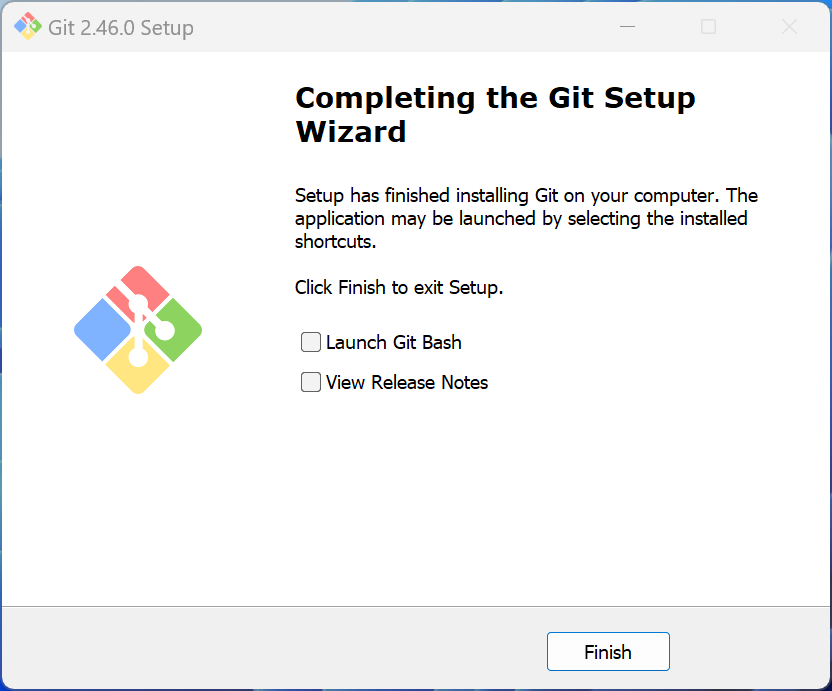 Git 2.46.0 Setup
Completing the Git Setup
Wizard
Setup has finished installing Git on your computer. The
application may be launched by selecting the installed
shortcuts.
Click Finish to exit Setup.
Launch Git Bash
View Release Notes
Finish